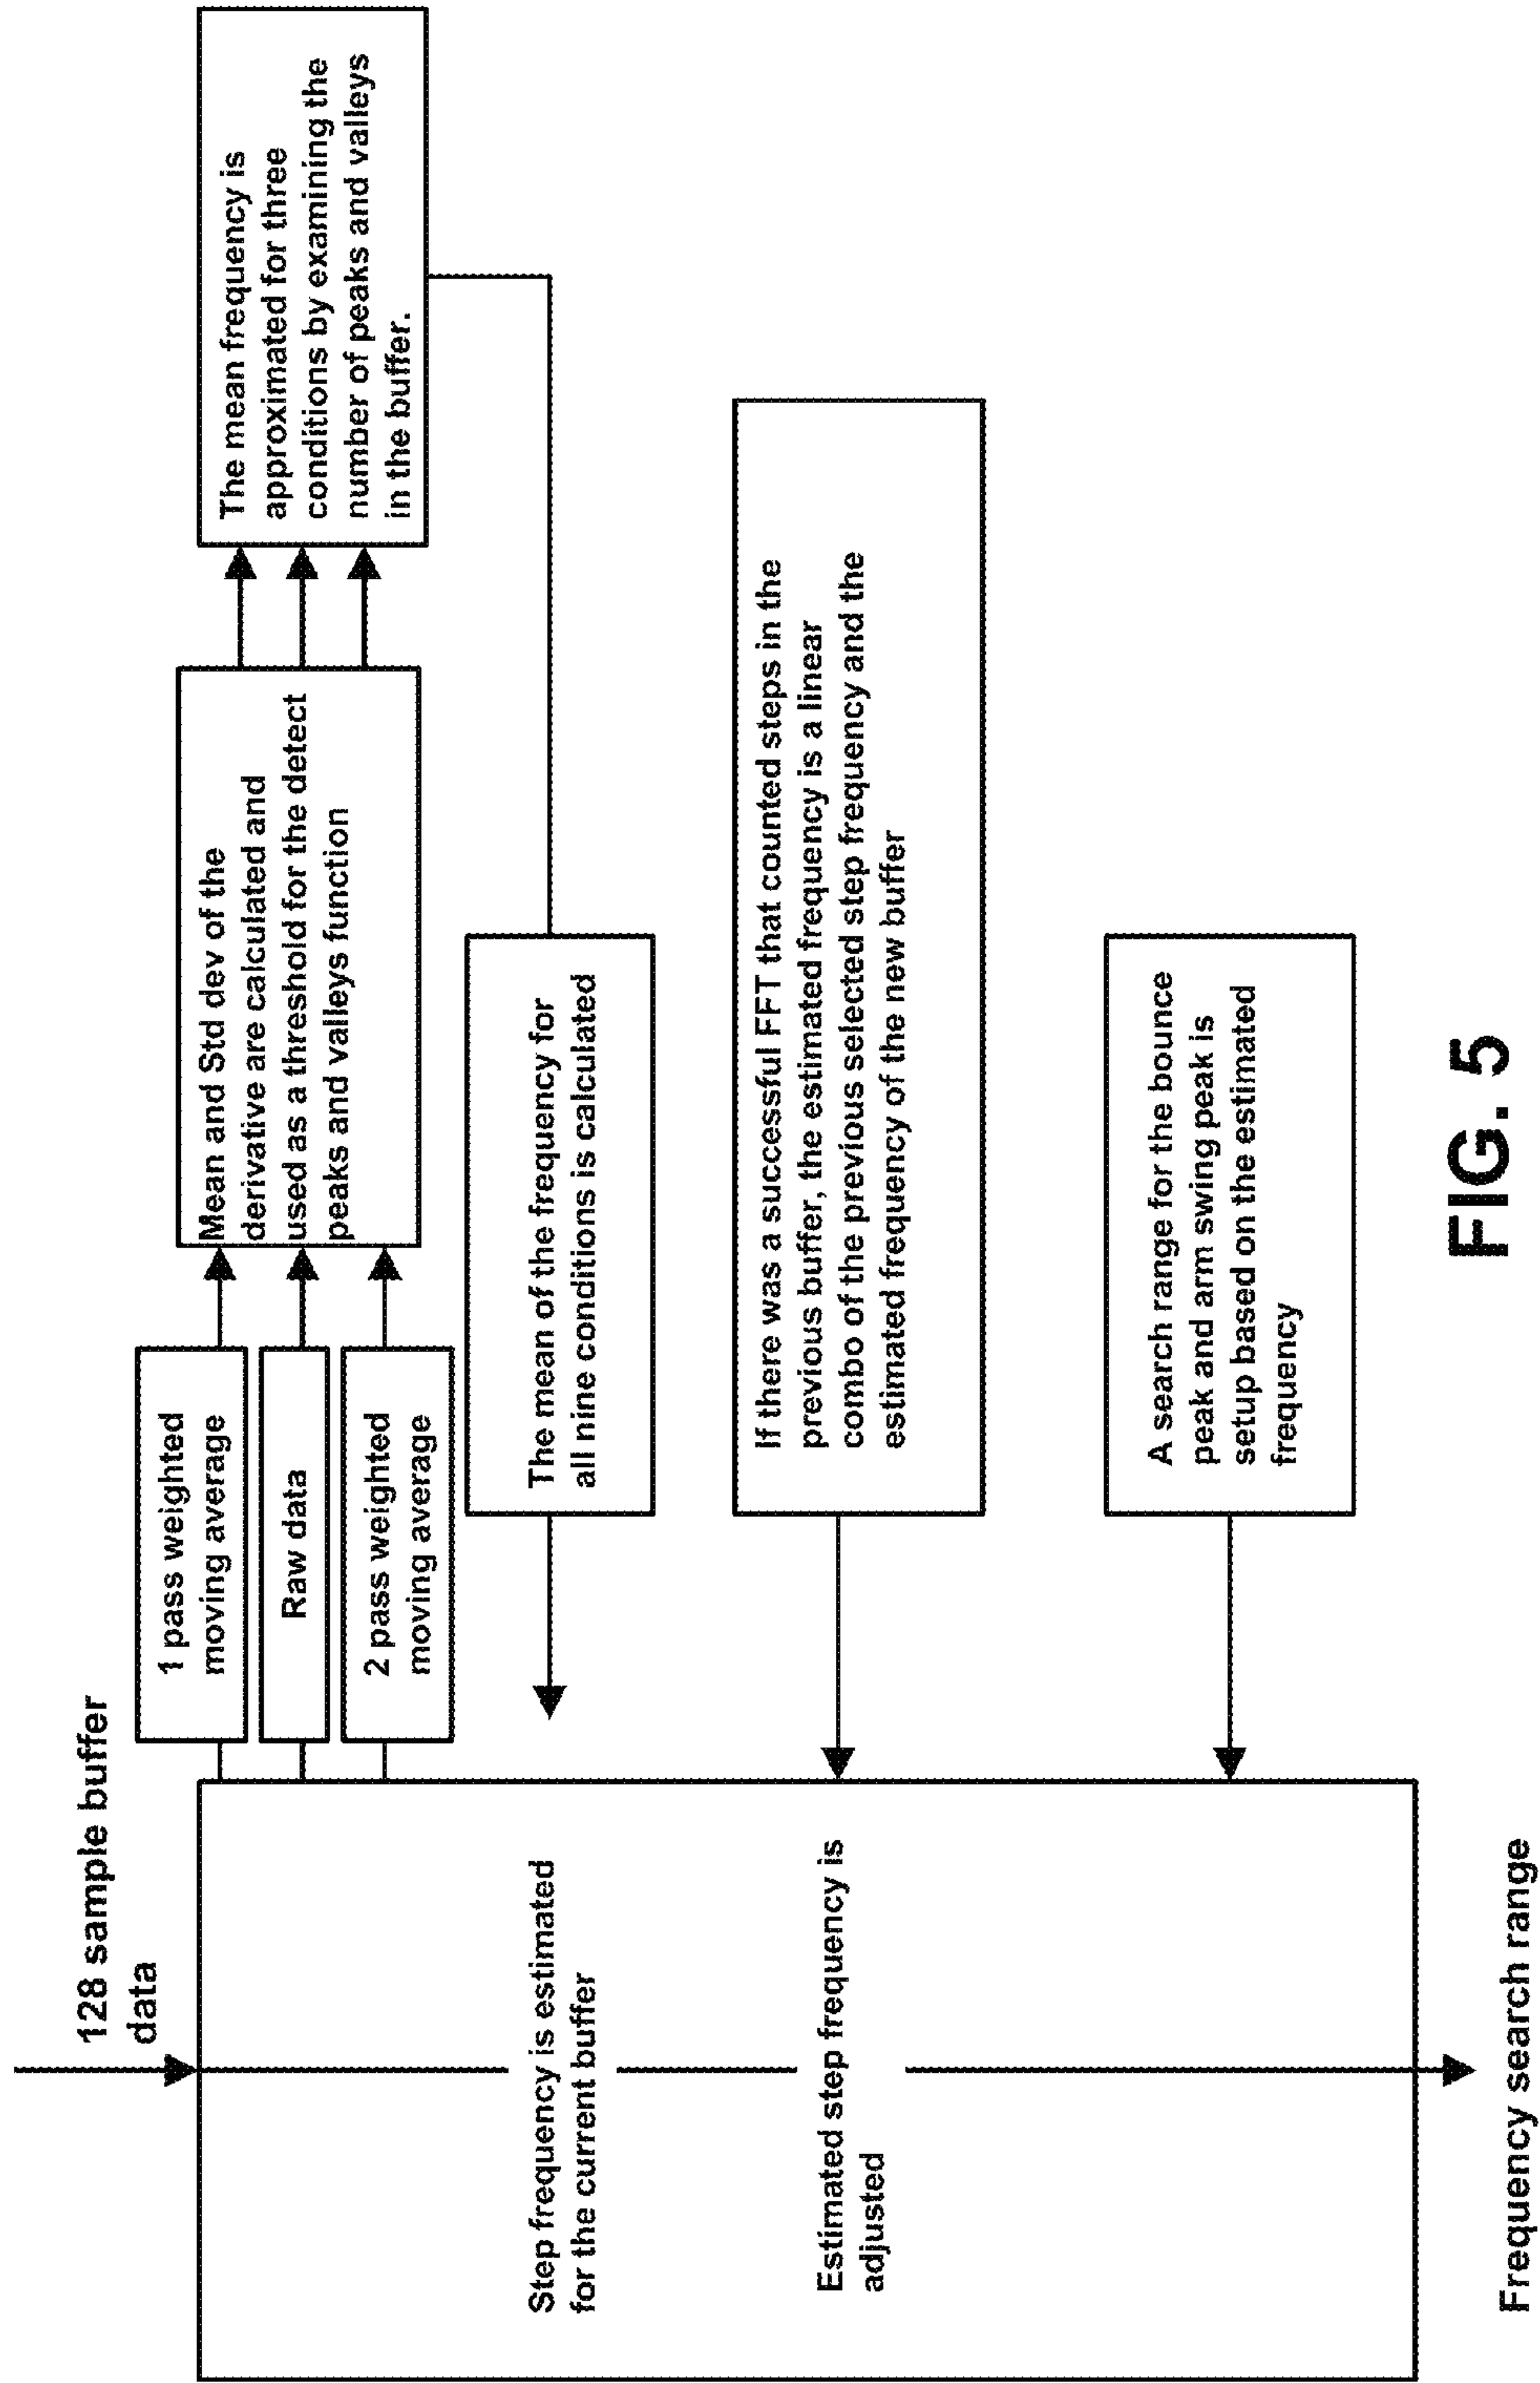 128 sample buffer
data
1 pass weighted
moving average
Raw data
2 pass weighted
moving average
Mean and Std dev of the
derivative are calculated and
used as a threshold for the detect
peaks and valleys function
The mean frequency is
approximated for three
conditions by examining the
number of peaks and valleys
in the buffer.
Step frequency is estimated
for the current buffer
The mean of the frequency for
all nine conditions is calculated
Estimated step frequency is
adjusted
If there was a successful FFT that counted steps in the
previous buffer, the estimated frequency is a linear
combo of the previous selected step frequency and the
estimated frequency of the new buffer
A search range for the bounce
peak and arm swing peak is
setup based on the estimated
frequency
Frequency search range
FIG. 5